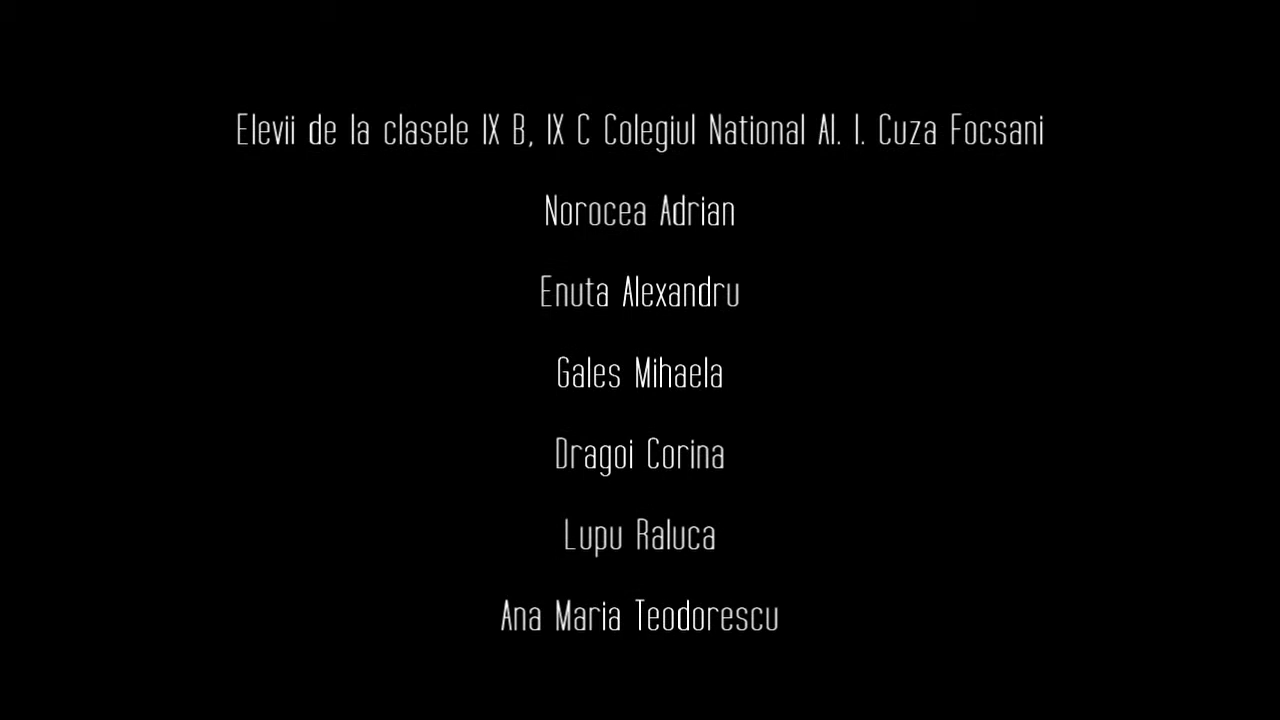 Elevii de la clasele IX B, IX C Colegiul National Al. I. Cuza Focsani
Norocea Adrian
Enuta Alexandru
Gales Mihaela
Dragoi Corina
Lupu Raluca
Ana Maria Teodorescu